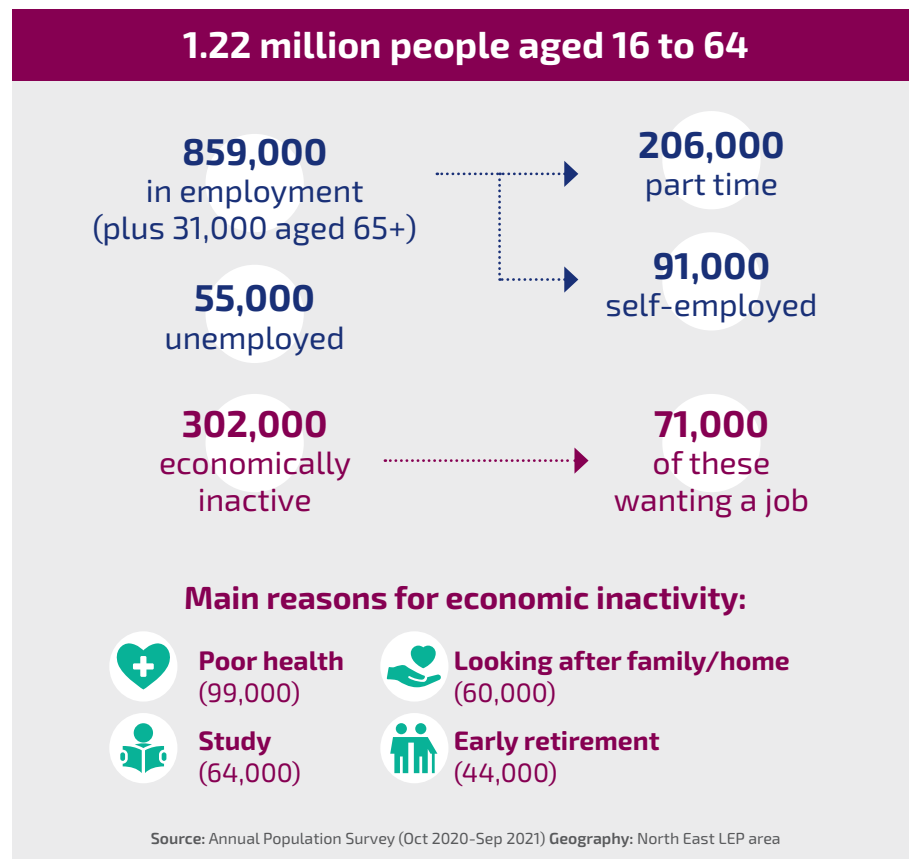 1.22 million people aged 16 to 64
859,000
in employment
(plus 31,000 aged 65+)
206,000
part time
91,000
self-employed
55,000
unemployed
302,000
economically
inactive
71,000
of these
wanting a job
Main reasons for economic inactivity:
Poor health
(99,000)
Looking after family/home
(60,000)
Study
(64,000)
Early retirement
(44,000)
Source: Annual Population Survey (Oct 2020-Sep 2021) Geography: North East LEP area